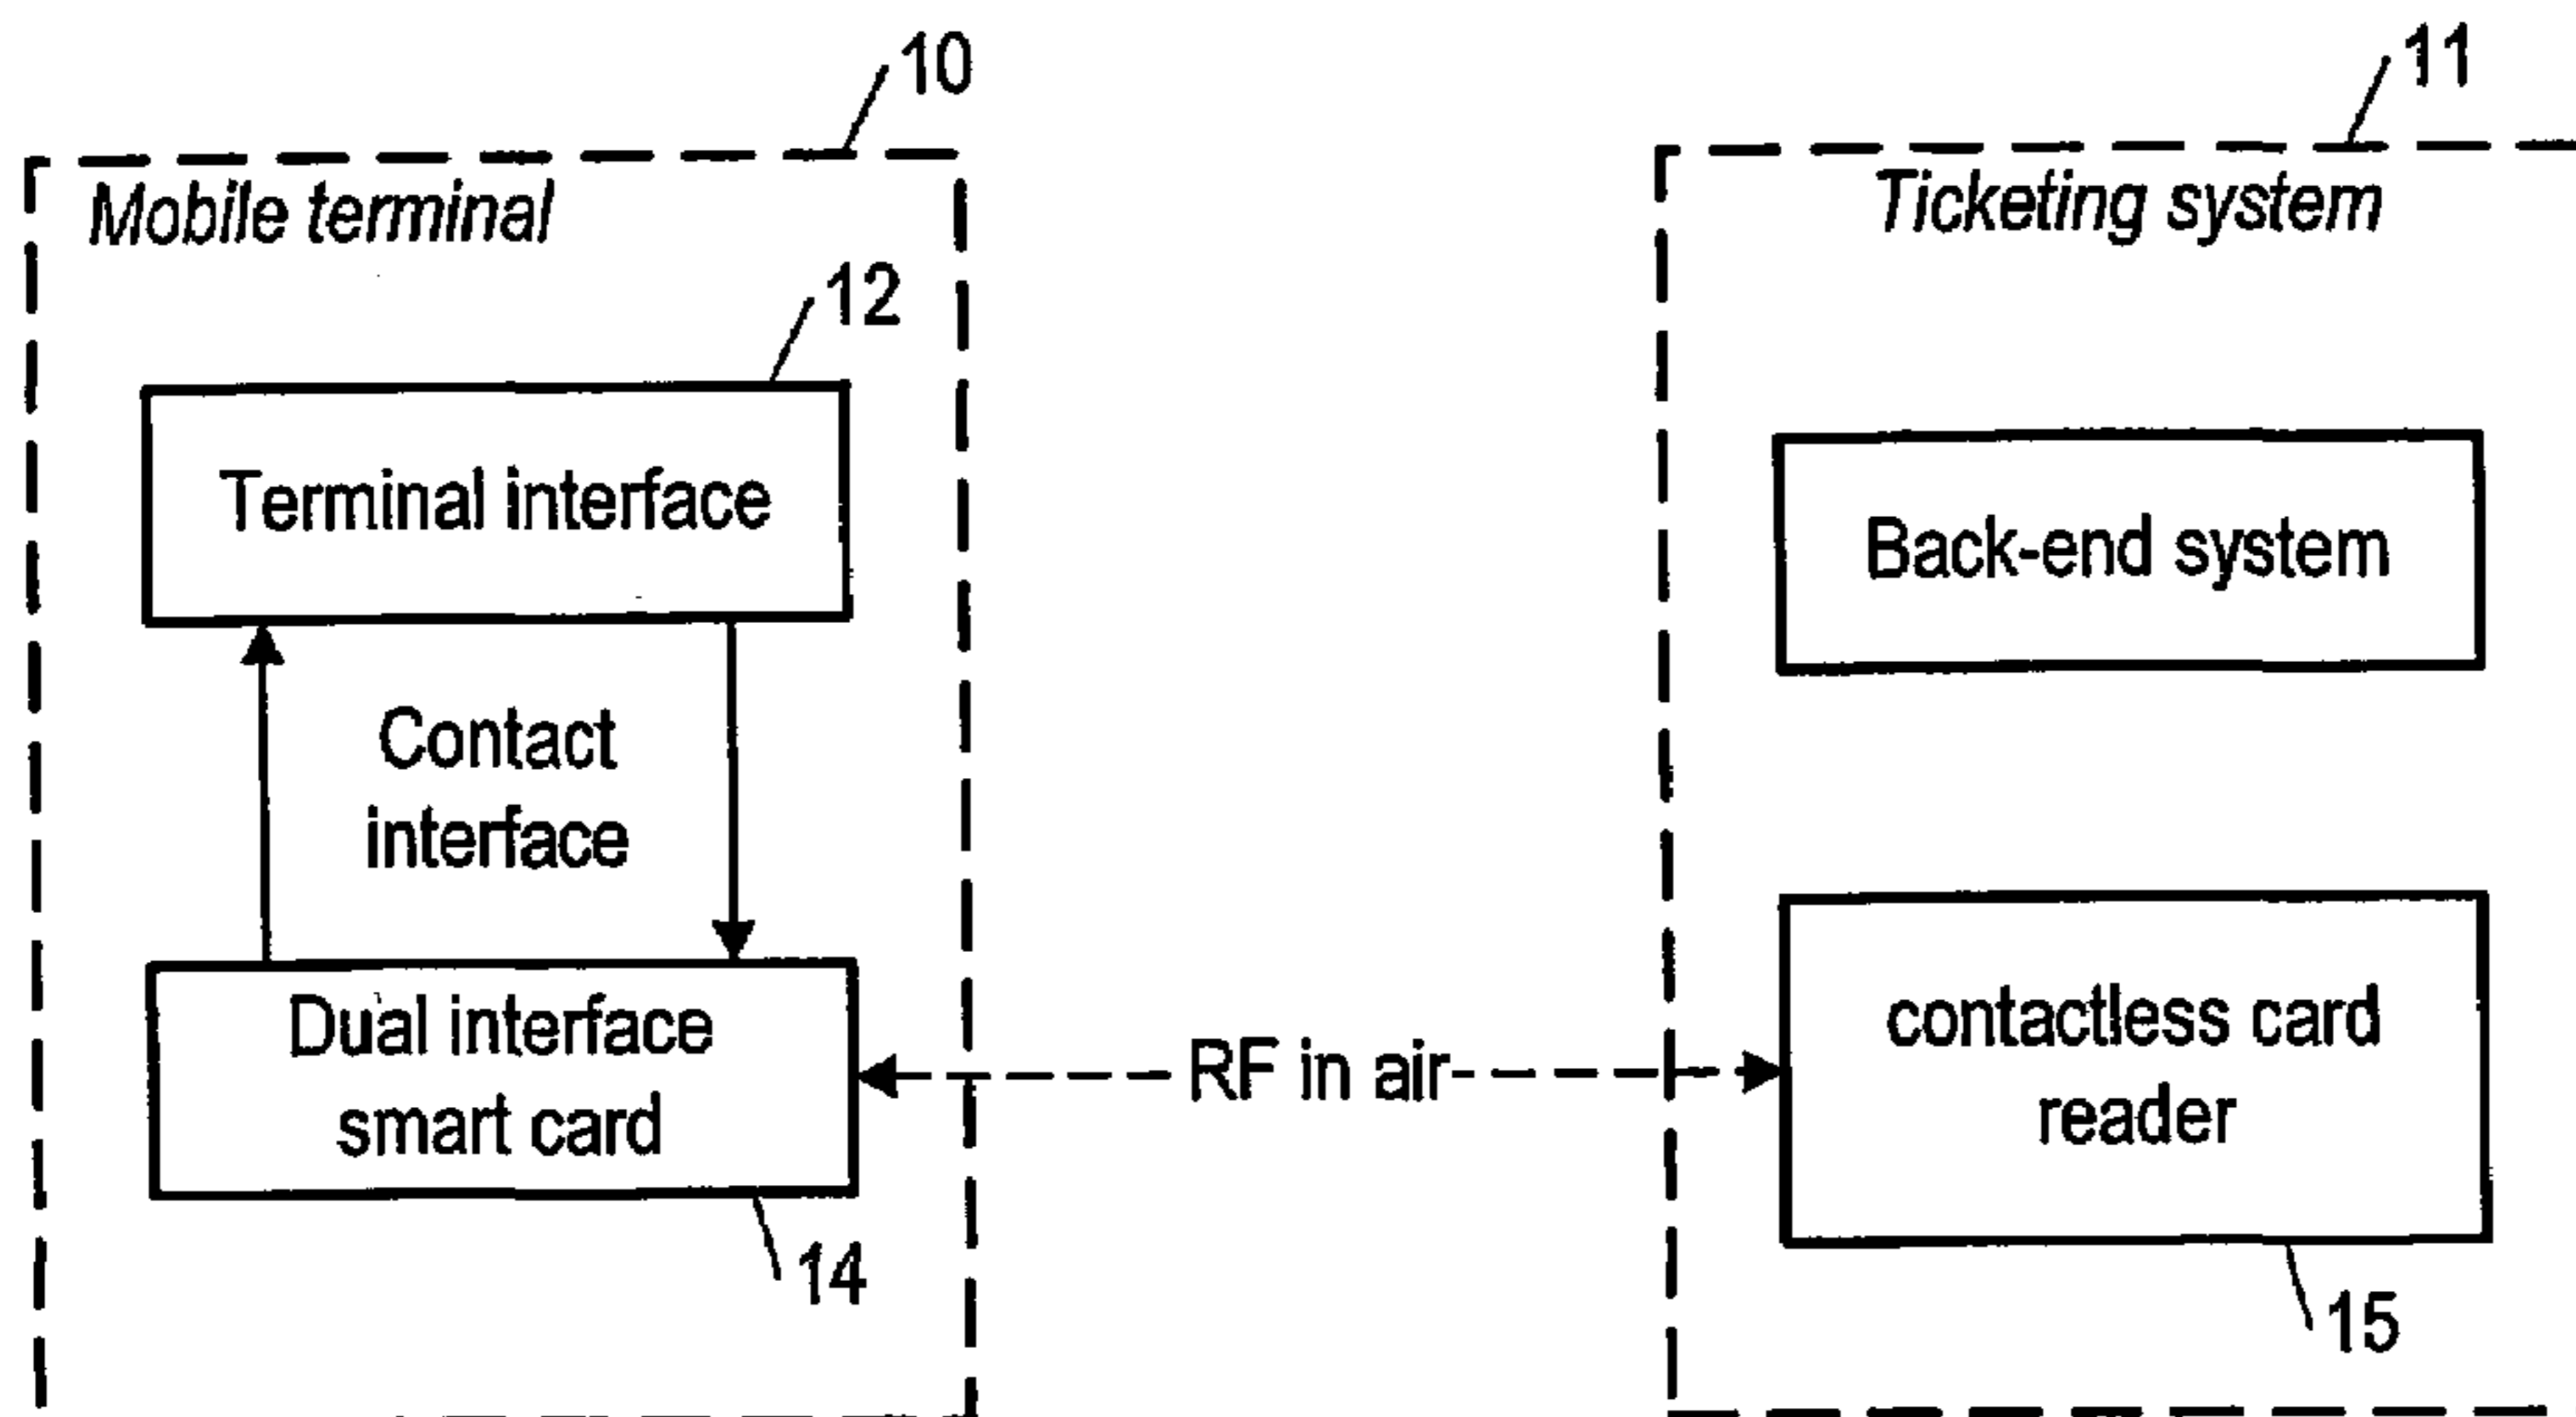 10
Mobile terminal
12
Terminal interface
Contact
interface
Dual interface
smart card
14
RF in air
11
Ticketing system
Back-end system
contactless card
reader
15